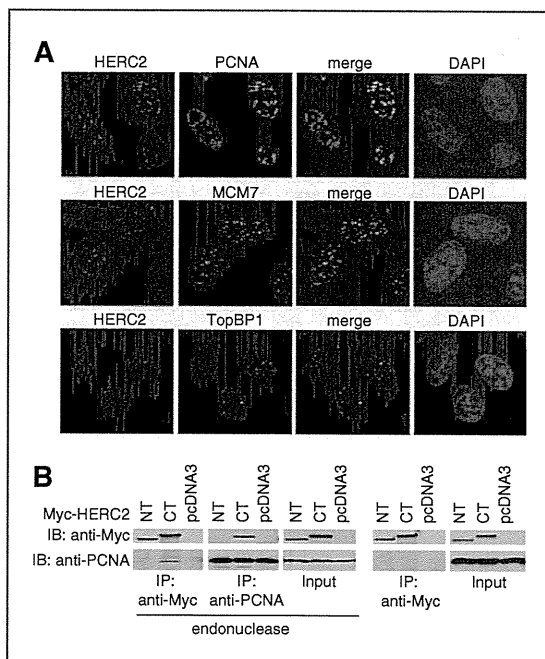 A
HERC2 PCNA merge DAPI
HERC2 MCM7 merge DAPI
HERC2 TopBP1 merge DAPI
B
Myc-HERC2 NT CT pcDNA3 NT CT pcDNA3 NT CT pcDNA3 NT CT pcDNA3 NT CT pcDNA3
IB: anti-Myc
IB: anti-PCNA
IP: anti-Myc IP: anti-PCNA Input IP: anti-Myc Input
endonuclease